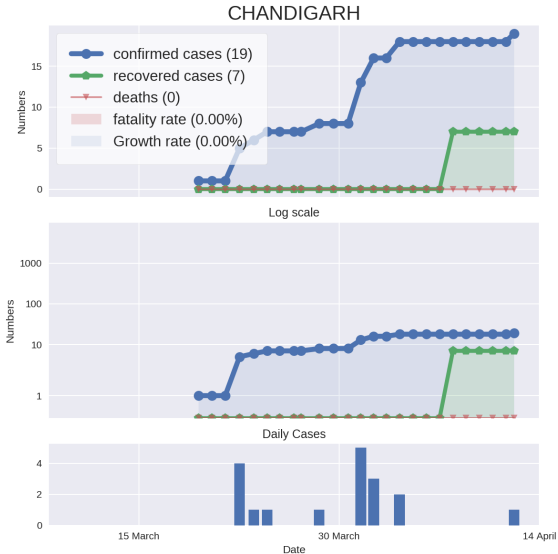 CHANDIGARH
confirmed cases (19)
recovered cases (7)
deaths (0)
fatality rate (0.00%)
Growth rate (0.00%)
Numbers
15
10
5
0
Log scale
Numbers
1000
100
10
1
Daily Cases
4
2
0
15 March
30 March
14 April
Date